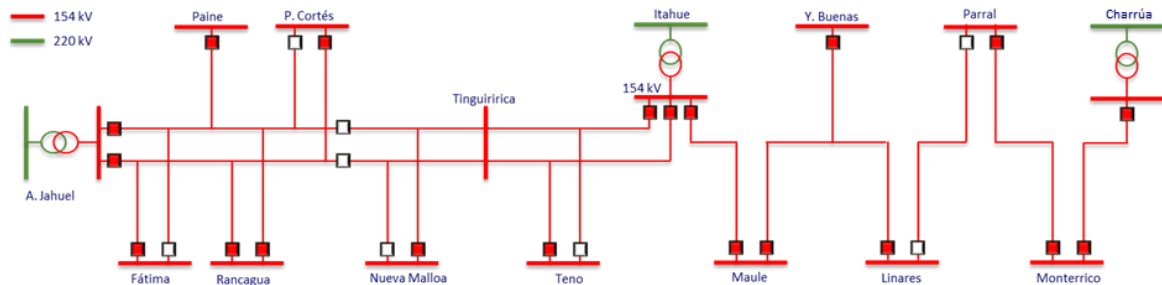 154 kV
220 kV
Paine
P. Cortés
Itahue
Y. Buenas
Parral
Charrúa
154 kV
Tinguiririca
A. Jahuel
Fátima
Rancagua
Nueva Malloa
Teno
Maule
Linares
Monterrico